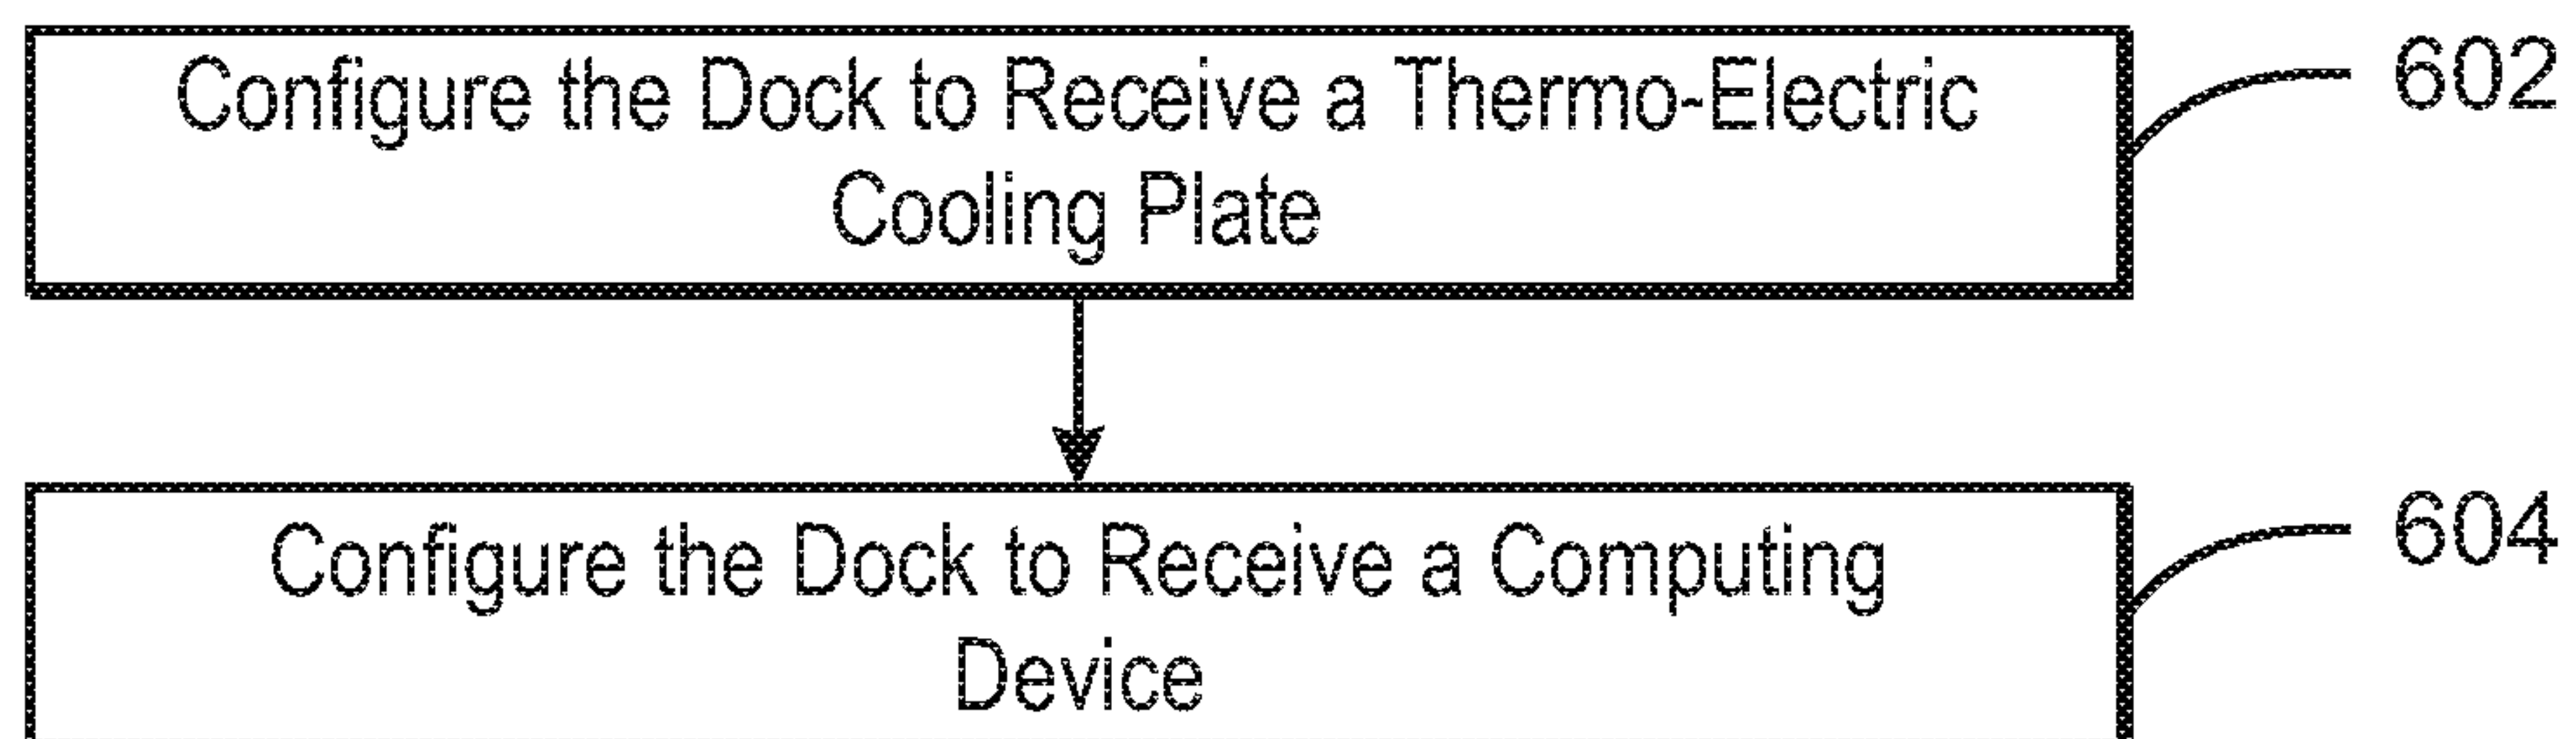 Configure the Dock to Receive a Thermo-Electric
Cooling Plate
602
Configure the Dock to Receive a Computing
Device
604